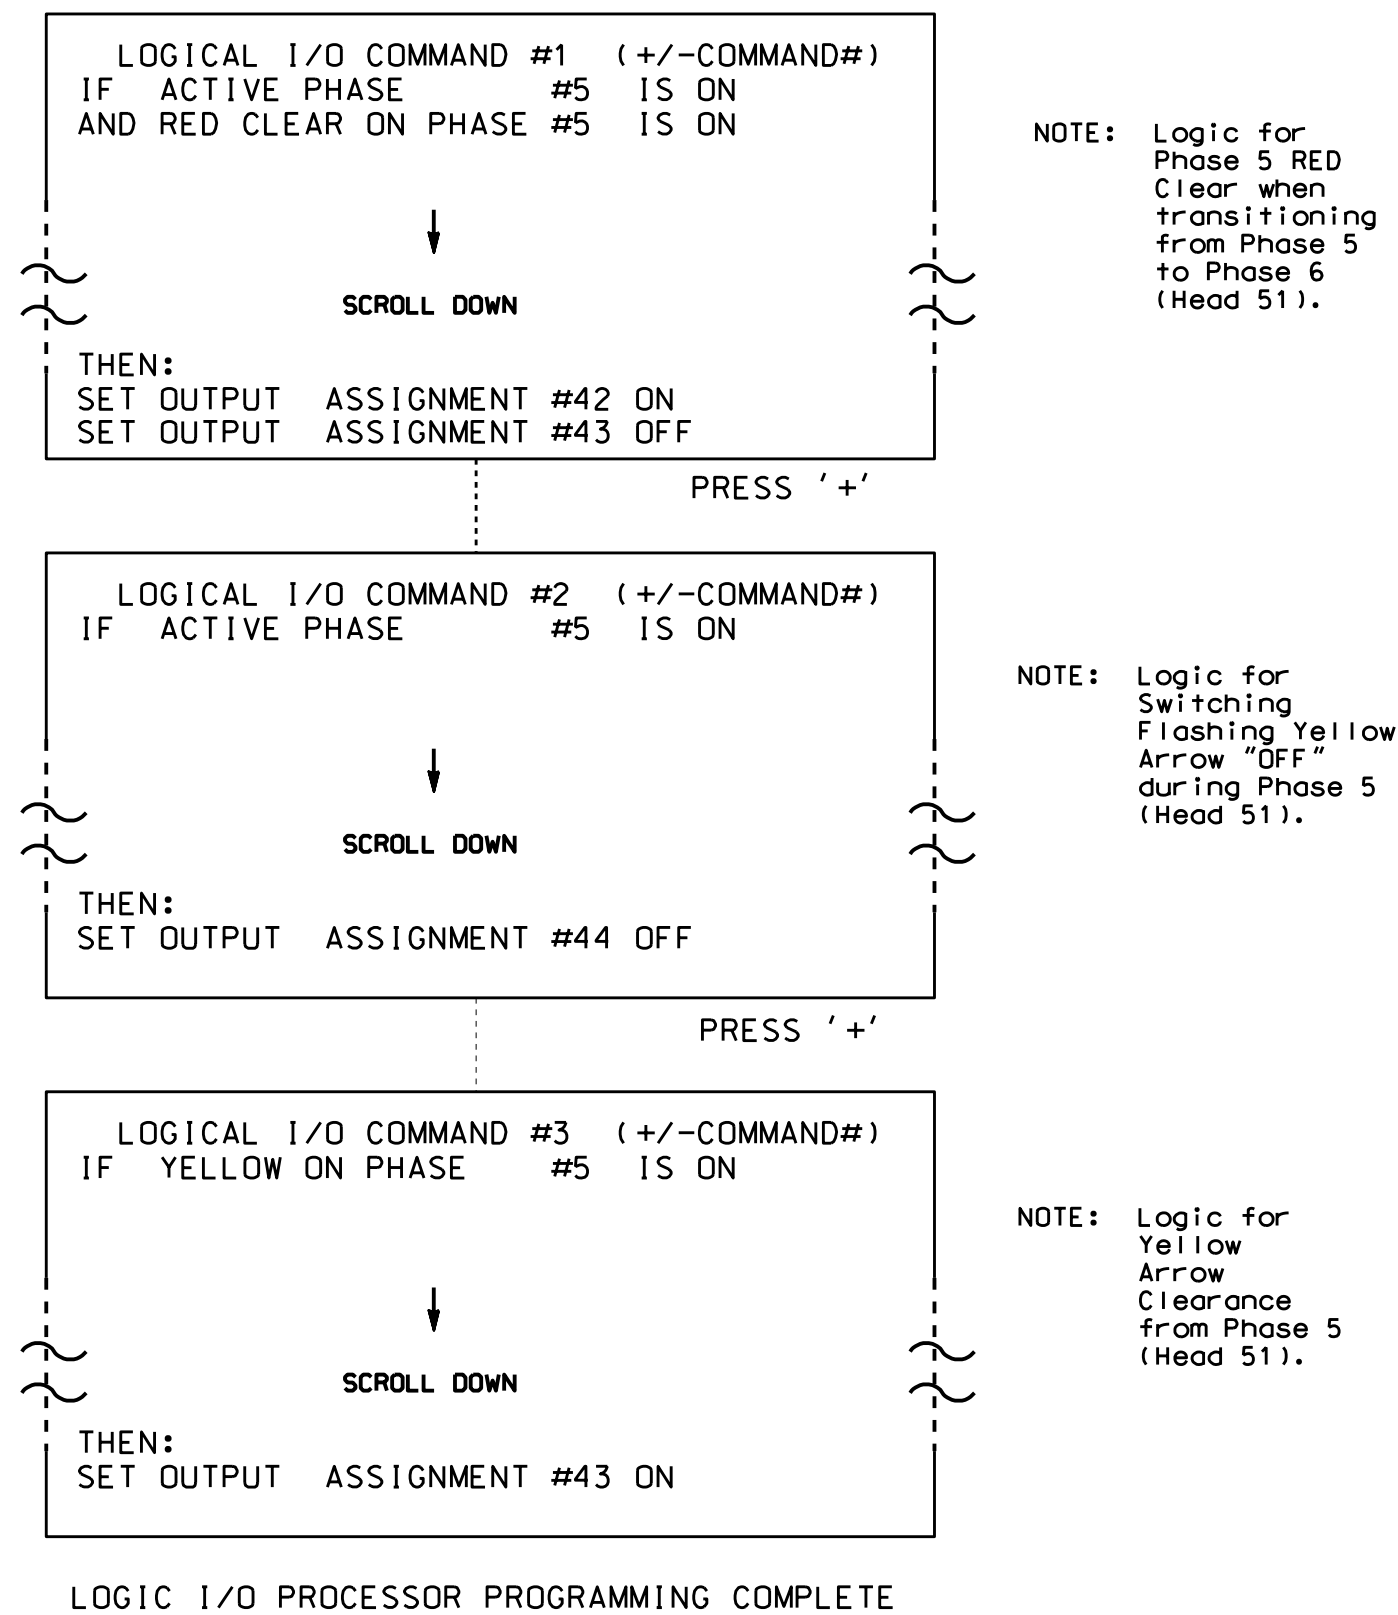 LOGICAL I/O COMMAND #1 (+/-COMMAND#)
IF ACTIVE PHASE #5 IS ON
AND RED CLEAR ON PHASE #5 IS ON
SCROLL DOWN
THEN:
SET OUTPUT ASSIGNMENT #42 ON
SET OUTPUT ASSIGNMENT #43 OFF
NOTE: Logic for
Phase 5 RED
Clear when
transitioning
from Phase 5
to Phase 6
(Head 51).
PRESS '+'
LOGICAL I/O COMMAND #2 (+/-COMMAND#)
IF ACTIVE PHASE #5 IS ON
SCROLL DOWN
THEN:
SET OUTPUT ASSIGNMENT #44 OFF
NOTE: Logic for
Switching
Flashing Yellow
Arrow "OFF"
during Phase 5
(Head 51).
PRESS '+'
LOGICAL I/O COMMAND #3 (+/-COMMAND#)
IF YELLOW ON PHASE #5 IS ON
SCROLL DOWN
THEN:
SET OUTPUT ASSIGNMENT #43 ON
NOTE: Logic for
Yellow
Arrow
Clearance
from Phase 5
(Head 51).
LOGIC I/O PROCESSOR PROGRAMMING COMPLETE